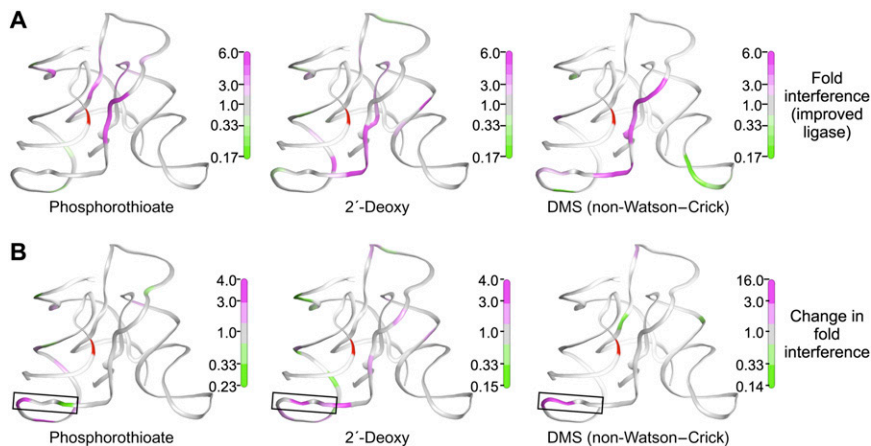 A
6.0
3.0
1.0
0.33
0.17
Phosphorothioate
6.0
3.0
1.0
0.33
0.17
2´-Deoxy
6.0
3.0
1.0
0.33
0.17
DMS (non-Watson–Crick)
Fold
interference
(improved
ligase)
B
4.0
3.0
1.0
0.33
0.23
Phosphorothioate
4.0
3.0
1.0
0.33
0.15
2´-Deoxy
16.0
3.0
1.0
0.33
0.14
DMS (non-Watson–Crick)
Change in
fold
interference